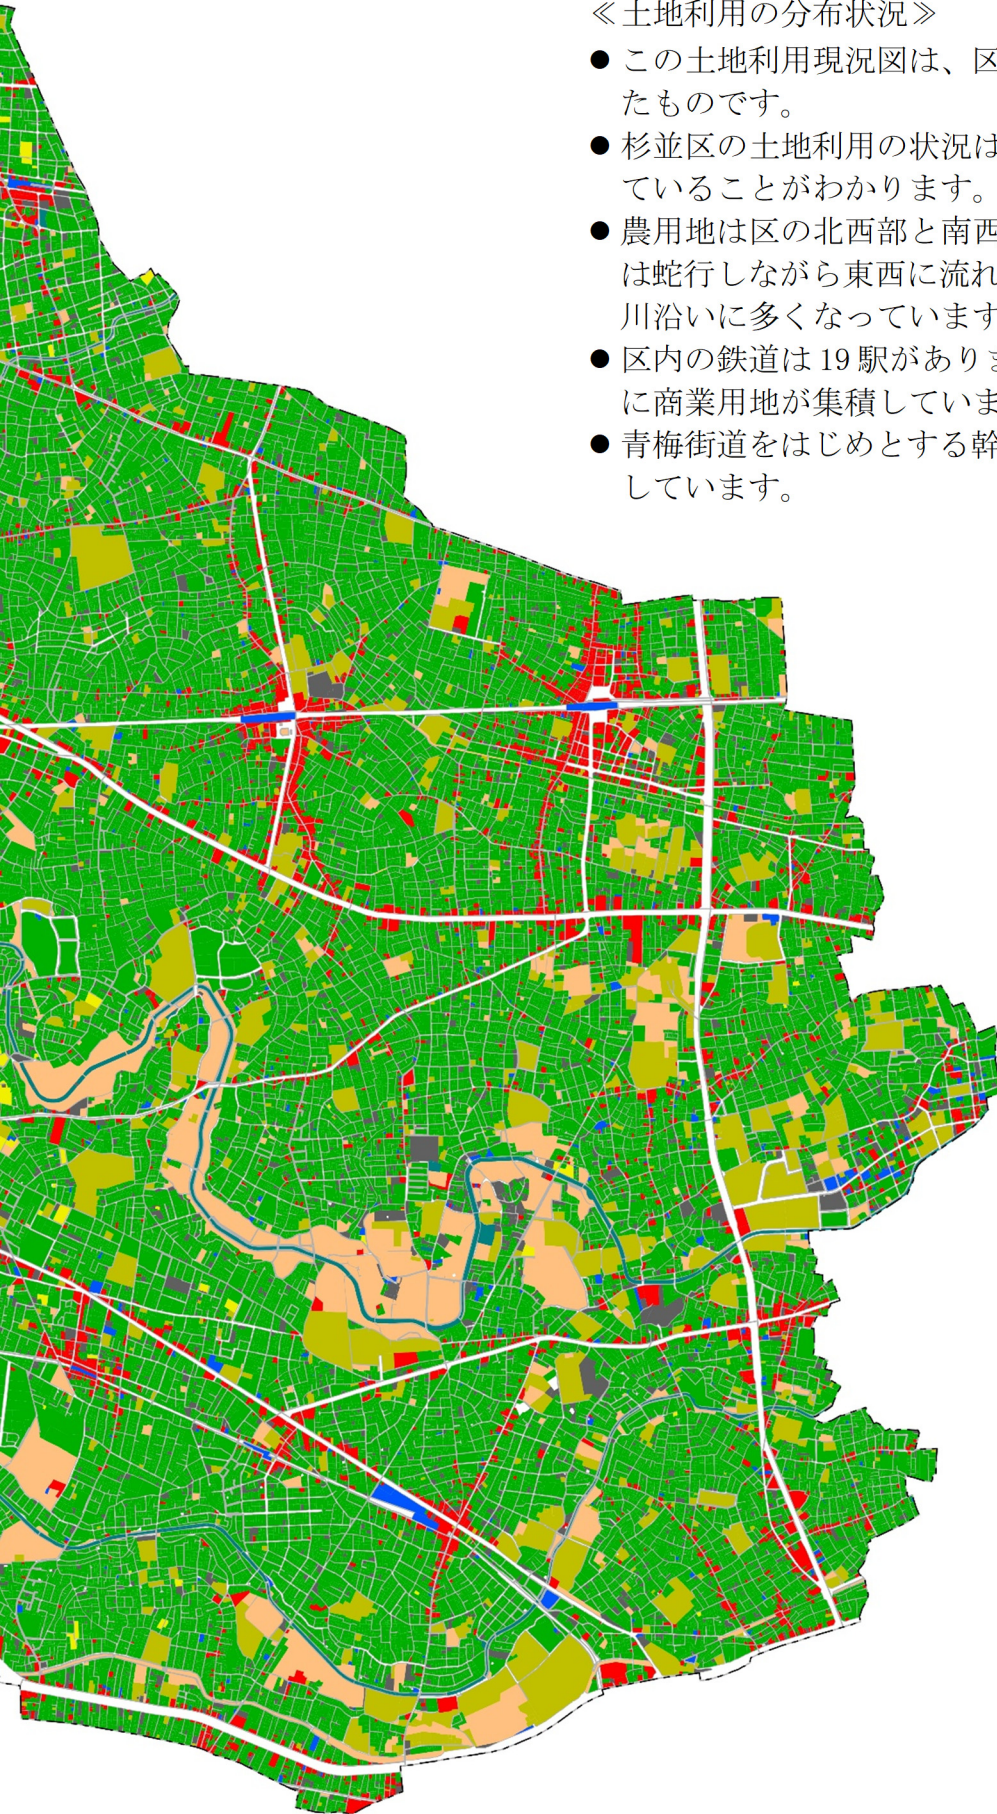 ≪土地利用の分布状況≫
● この土地利用現況図は、区
たものです。
● 杉並区の土地利用の状況は
ていることがわかります。
● 農用地は区の北西部と南西
は蛇行しながら東西に流れ
川沿いに多くなっています
● 区内の鉄道は 19 駅がありま
に商業用地が集積していま
● 青梅街道をはじめとする幹
しています。